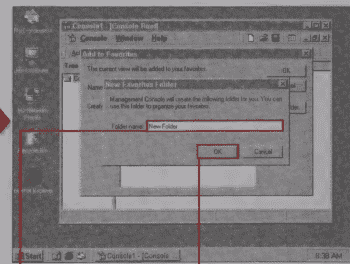 Console1 - [Console Root]
Console Window Help
Add to Favorites
The current view will be added to your favorites.
OK
Name
New Favorites Folder
Management Console will create the following folder for you. You can
use this folder to organize your favorites.
Folder name: New Folder
OK
Cancel
Start
Console1 - [Console ...
8:38 AM